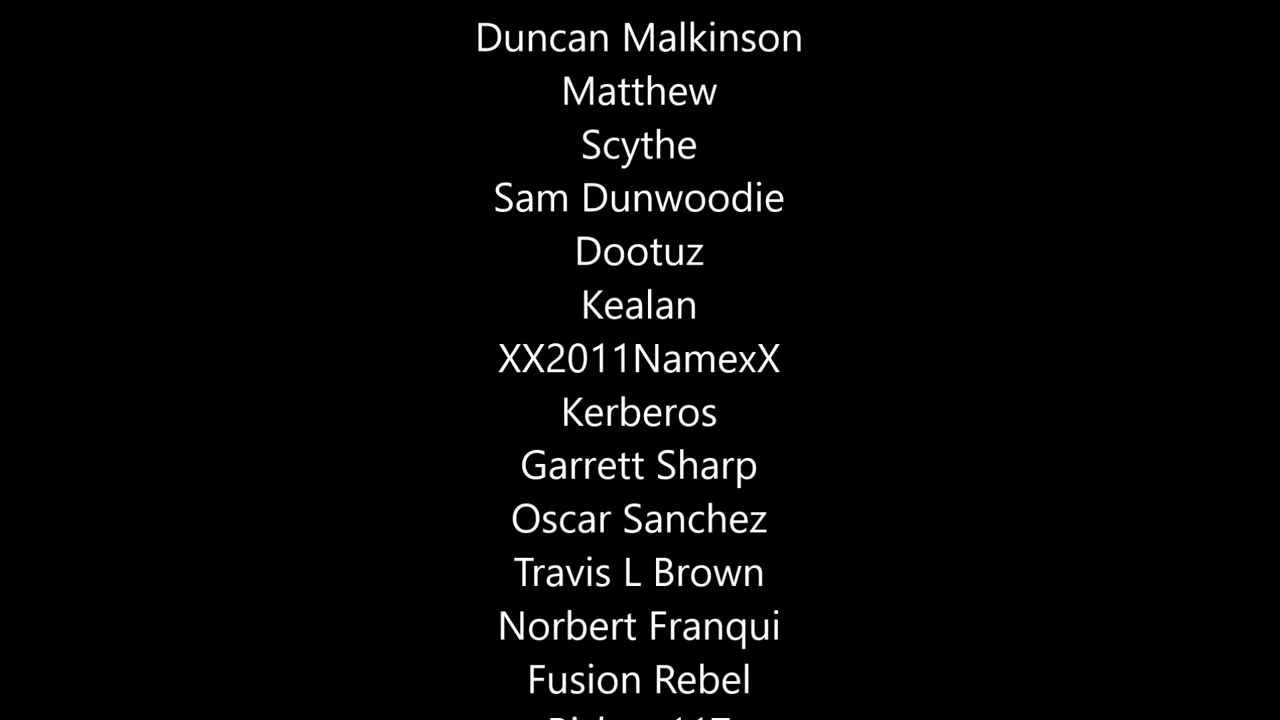 Duncan Malkinson
Matthew
Scythe
Sam Dunwoodie
Dootuz
Kealan
XX2011NamexX
Kerberos
Garrett Sharp
Oscar Sanchez
Travis L Brown
Norbert Franqui
Fusion Rebel